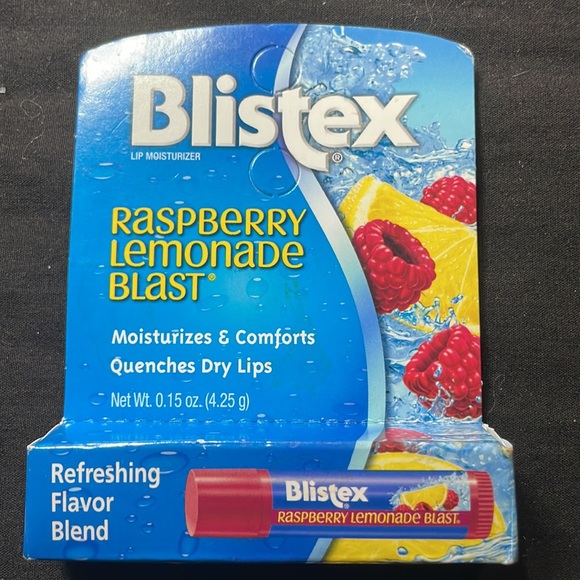 Blistex®
LIP MOISTURIZER
RASPBERRY
LEMONADE
BLAST®
Moisturizes & Comforts
Quenches Dry Lips
Net Wt. 0.15 oz. (4.25 g)
Refreshing
Flavor
Blend
Blistex
RASPBERRY LEMONADE BLAST®